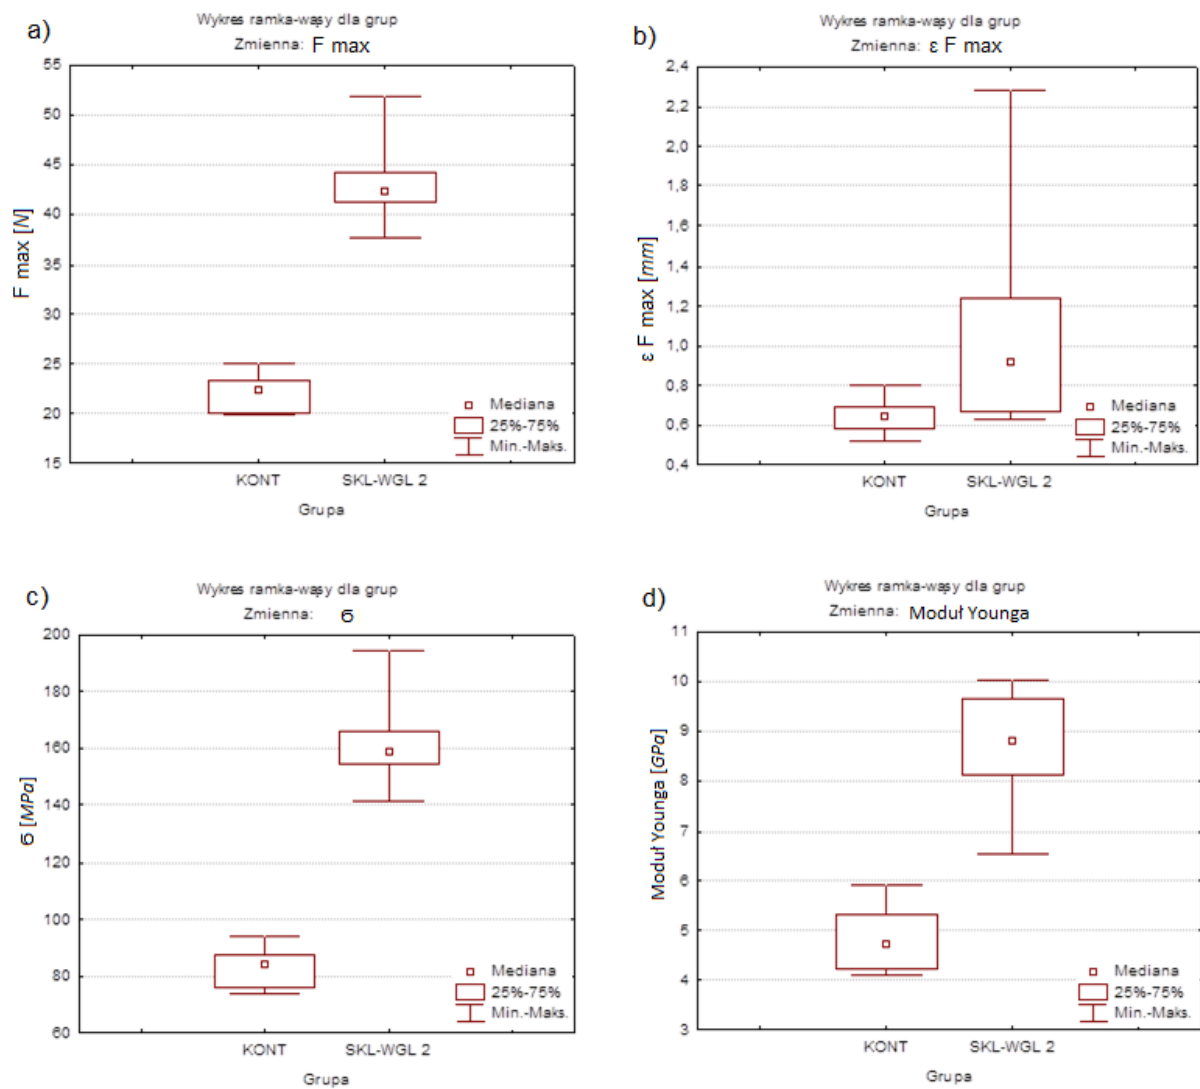 a)
Wykres ramka-wąsy dla grup
Zmienna: F max
F max [N]
55
50
45
40
35
30
25
20
15
Mediana
25%-75%
Min.-Maks.
KONT SKL-WGL 2
Grupa
b)
Wykres ramka-wąsy dla grup
Zmienna: ε F max
ε F max [mm]
2,4
2,2
2,0
1,8
1,6
1,4
1,2
1,0
0,8
0,6
0,4
Mediana
25%-75%
Min.-Maks.
KONT SKL-WGL 2
Grupa
c)
Wykres ramka-wąsy dla grup
Zmienna: б
б [MPa]
200
180
160
140
120
100
80
60
Mediana
25%-75%
Min.-Maks.
KONT SKL-WGL 2
Grupa
d)
Wykres ramka-wąsy dla grup
Zmienna: Moduł Younga
Moduł Younga [GPa]
11
10
9
8
7
6
5
4
3
Mediana
25%-75%
Min.-Maks.
KONT SKL-WGL 2
Grupa